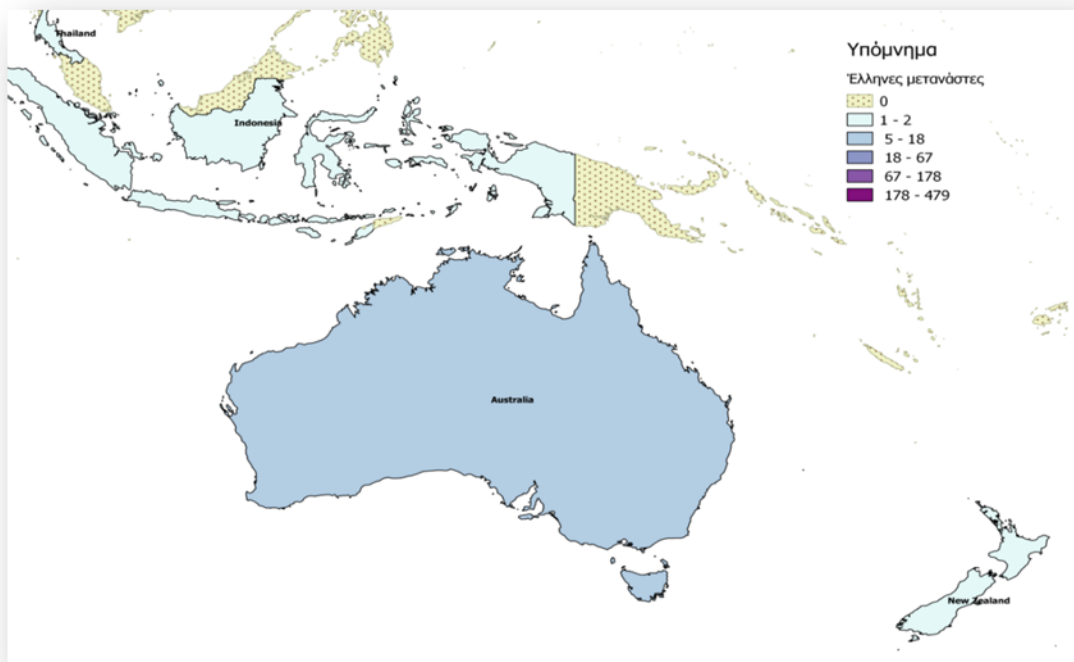 Thailand
Indonesia
Australia
New Zealand
Υπόμνημα
Έλληνες μετανάστες
0
1 - 2
5 - 18
18 - 67
67 - 178
178 - 479